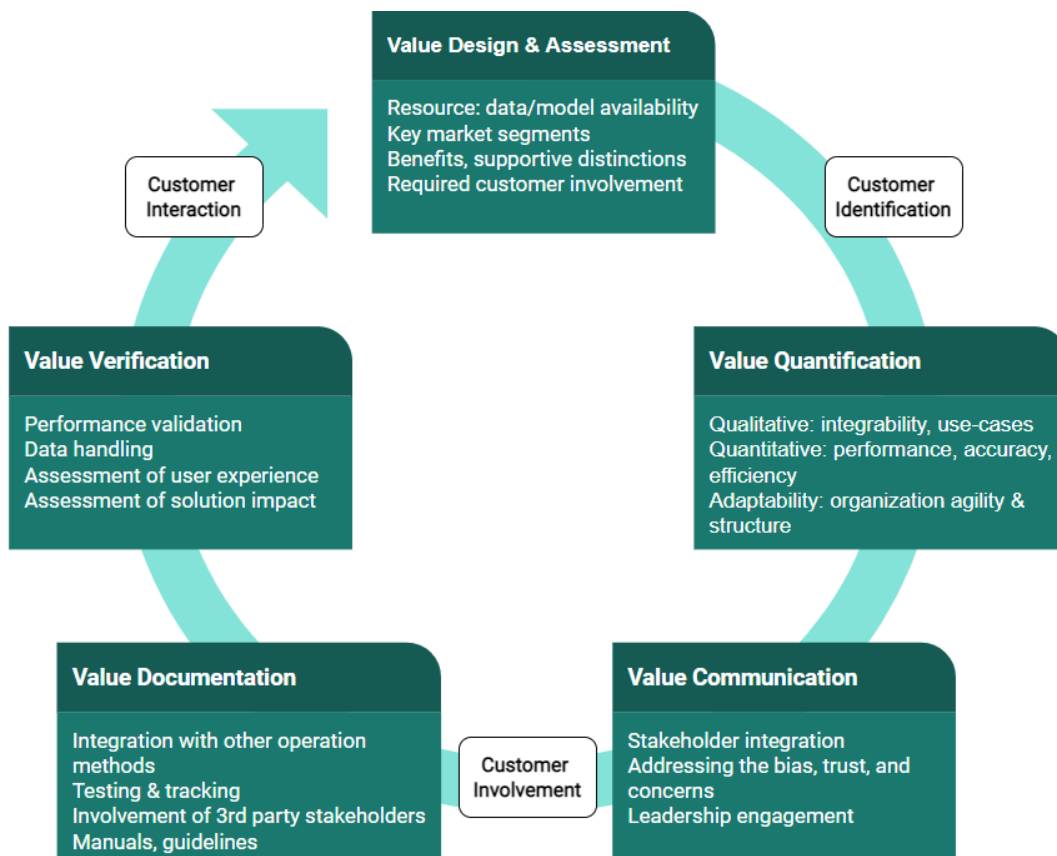 Value Design & Assessment
Resource: data/model availability
Key market segments
Benefits, supportive distinctions
Required customer involvement
Customer
Identification
Value Quantification
Qualitative: integrability, use-cases
Quantitative: performance, accuracy,
efficiency
Adaptability: organization agility &
structure
Value Communication
Stakeholder integration
Addressing the bias, trust, and
concerns
Leadership engagement
Customer
Involvement
Value Documentation
Integration with other operation
methods
Testing & tracking
Involvement of 3rd party stakeholders
Manuals, guidelines
Value Verification
Performance validation
Data handling
Assessment of user experience
Assessment of solution impact
Customer
Interaction